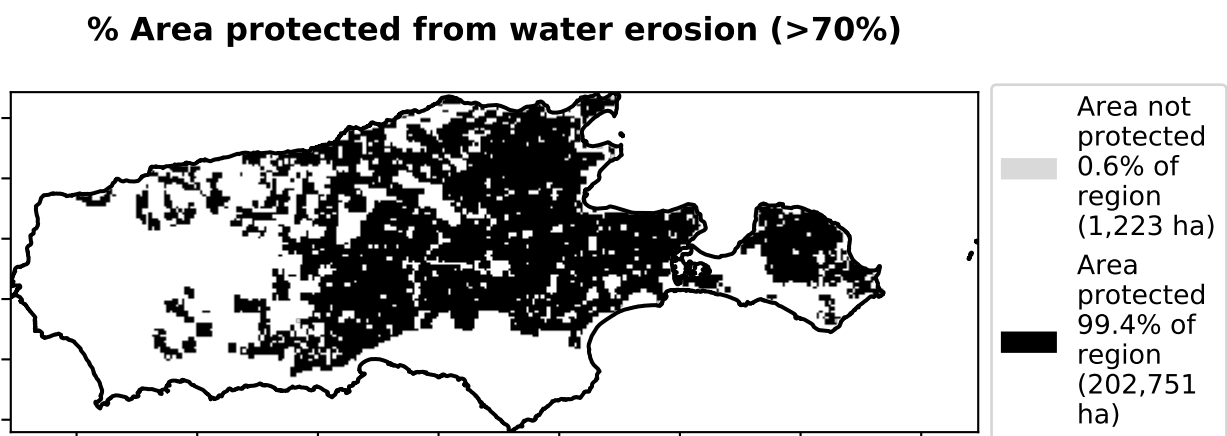 % Area protected from water erosion (>70%)
Area not
protected
0.6% of
region
(1,223 ha)
Area
protected
99.4% of
region
(202,751
ha)